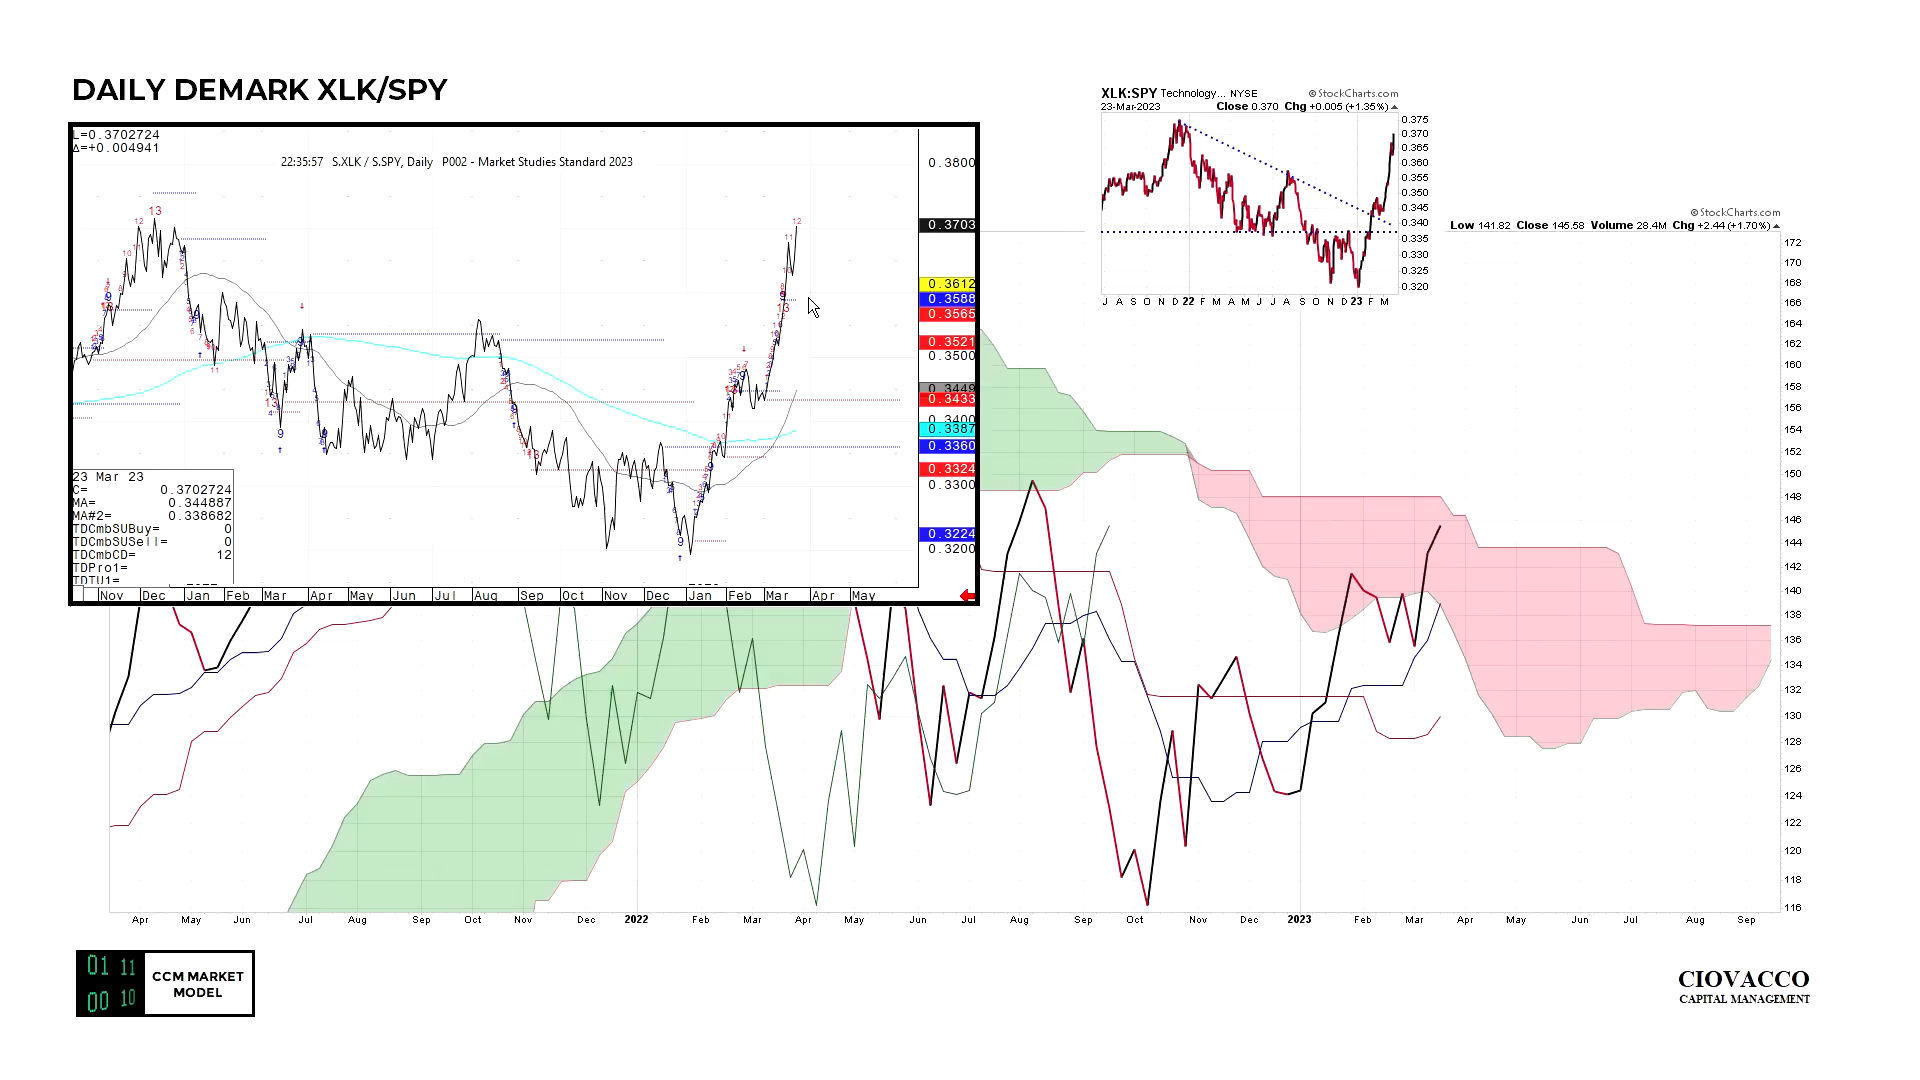 DAILY DEMARK XLK/SPY
L=0.3702724
Δ=+0.004941
22:35:57 S.XLK / S.SPY, Daily P002 - Market Studies Standard 2023
0.3800
0.3703
0.3612
0.3588
0.3565
0.3521
0.3500
0.3449
0.3433
0.3400
0.3387
0.3360
0.3324
0.3300
0.3224
0.3200
23 Mar 23
C= 0.3702724
MA= 0.344887
MA#2= 0.338682
TDCmbSUBuy= 0
TDCmbSUSell= 0
TDCmbCD= 12
TDPro1=
Nov Dec Jan Feb Mar Apr May Jun Jul Aug Sep Oct Nov Dec Jan Feb Mar Apr May
XLK:SPY Technology... NYSE © StockCharts.com
23-Mar-2023 Close 0.370 Chg +0.005 (+1.35%)
0.375
0.370
0.365
0.360
0.355
0.350
0.345
0.340
0.335
0.330
0.325
0.320
J A S O N D 22 F M A M J J A S O N D 23 F M
© StockCharts.com
Low 141.82 Close 145.58 Volume 28.4M Chg +2.44 (+1.70%)
172
170
168
166
164
162
160
158
156
154
152
150
148
146
144
142
140
138
136
134
132
130
128
126
124
122
120
118
116
Apr May Jun Jul Aug Sep Oct Nov Dec 2022 Feb Mar Apr May Jun Jul Aug Sep Oct Nov Dec 2023 Feb Mar Apr May Jun Jul Aug Sep
01 11
00 10
CCM MARKET
MODEL
CIOVACCO
CAPITAL MANAGEMENT